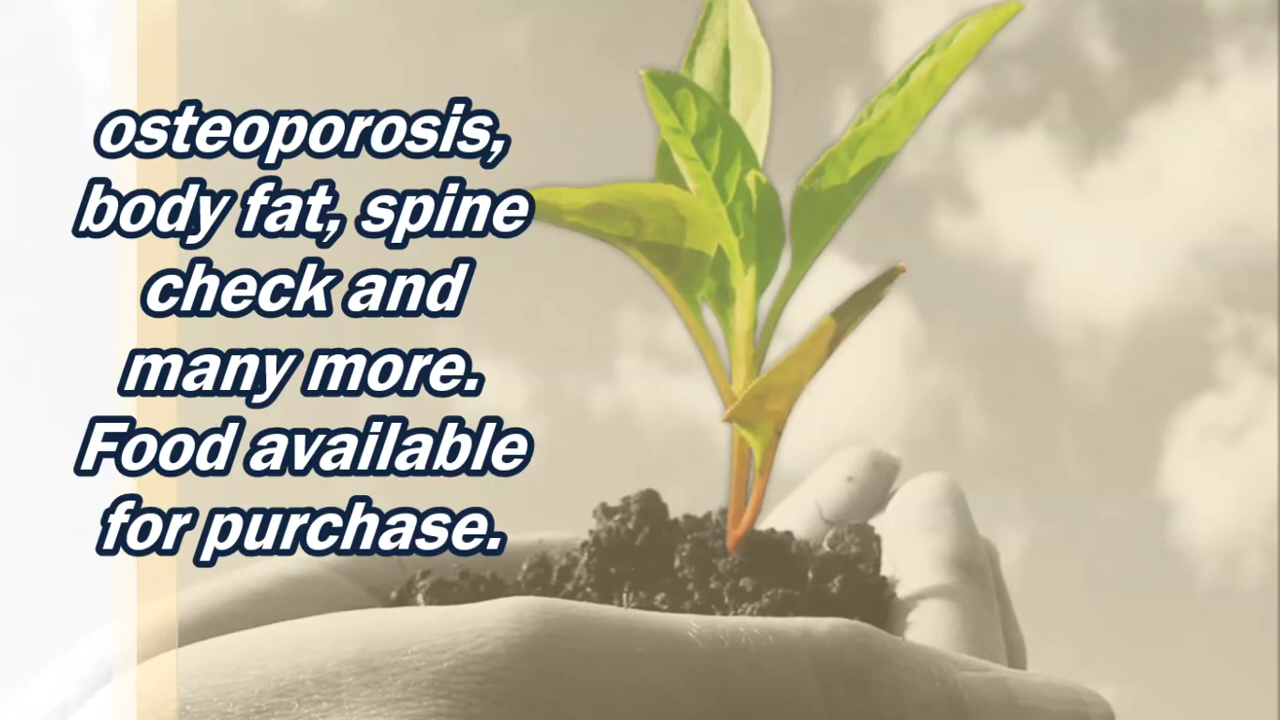 osteoporosis,
body fat, spine
check and
many more.
Food available
for purchase.